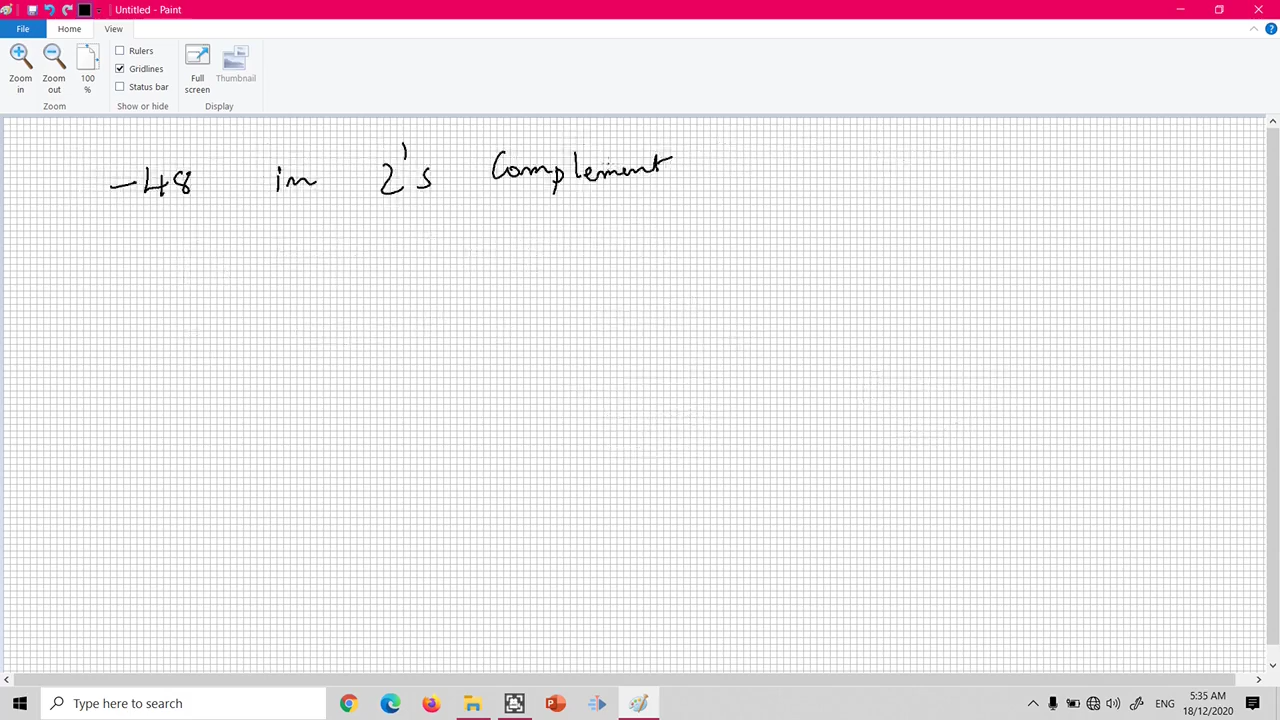 Untitled - Paint
File Home View
Zoom in
Zoom out
100 %
Rulers
Gridlines
Status bar
Full screen
Thumbnail
Zoom Show or hide Display
-48 in 2's Complement
Type here to search
ENG
5:35 AM
18/12/2020